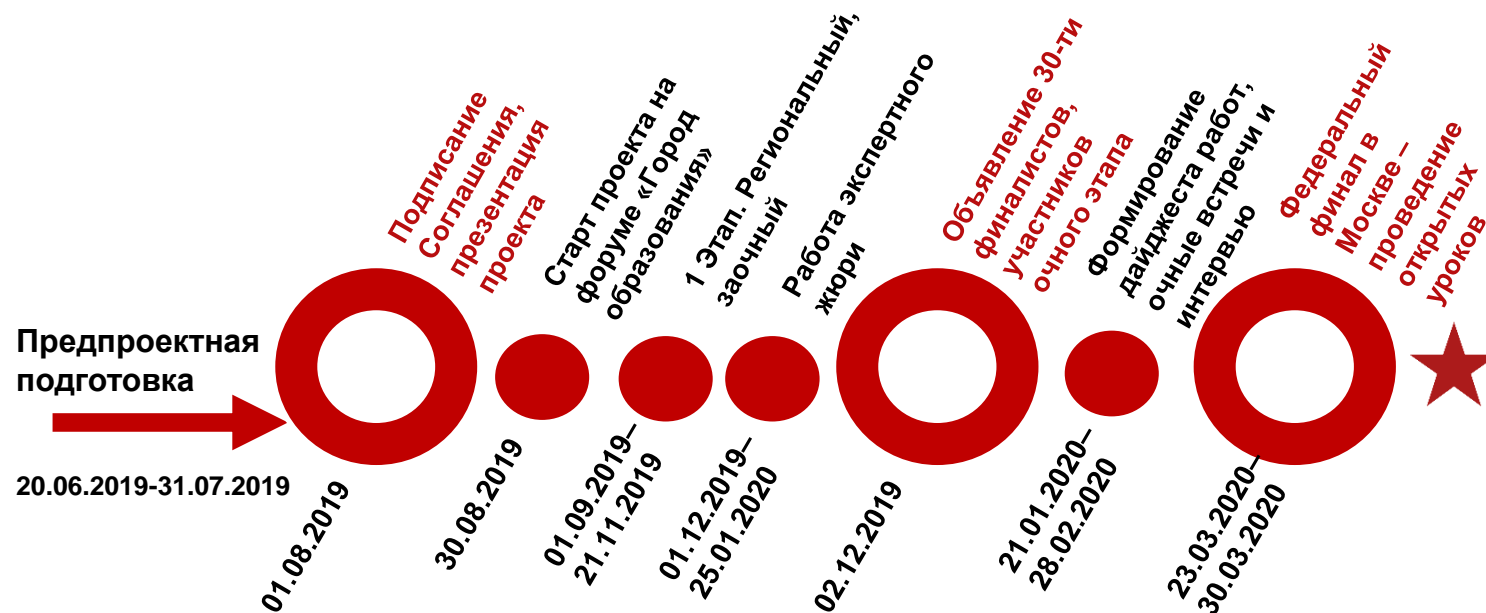 Предпроектная
подготовка
20.06.2019-31.07.2019
Подписание
Соглашения,
презентация
проекта
01.08.2019
Старт проекта на
форуме «Город
образования»
30.08.2019
1 Этап. Региональный,
заочный
01.09.2019–
21.11.2019
Работа экспертного
жюри
01.12.2019–
25.01.2020
Объявление 30-ти
финалистов,
участников
очного этапа
02.12.2019
Формирование
дайджеста работ,
очные встречи и
интервью
21.01.2020–
28.02.2020
Федеральный
финал в
Москве –
проведение
открытых
уроков
23.03.2020–
30.03.2020